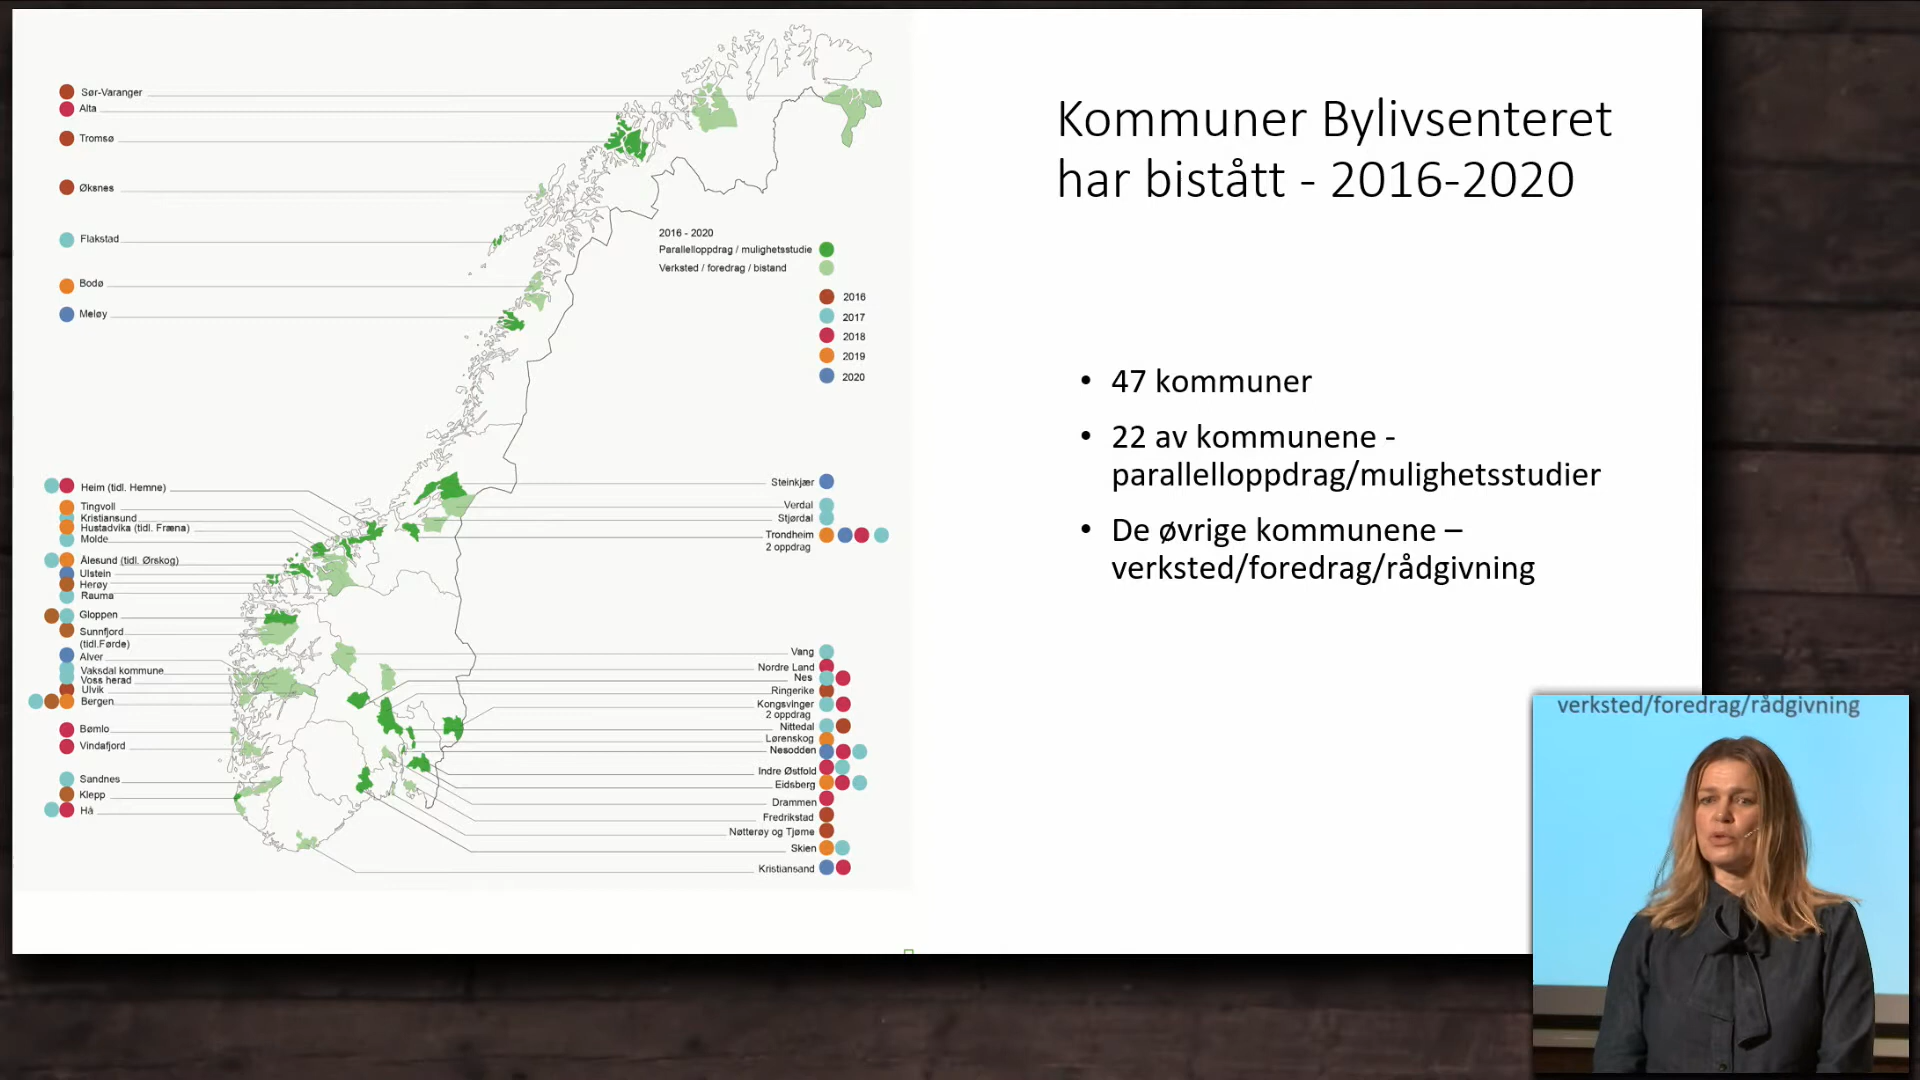 Kommuner Bylivsenteret
har bistått - 2016-2020
• 47 kommuner
• 22 av kommunene -
parallelloppdrag/mulighetsstudier
• De øvrige kommunene –
verksted/foredrag/rådgivning
Sør-Varanger
Alta
Tromsø
Øksnes
Flakstad
Bodø
Meløy
2016 - 2020
Parallelloppdrag / mulighetsstudie
Verksted / foredrag / bistand
2016
2017
2018
2019
2020
Heim (tidl. Hemne)
Tingvoll
Kristiansund
Hustadvika (tidl. Fræna)
Molde
Ålesund (tidl. Ørskog)
Ulstein
Herøy
Rauma
Gloppen
Sunnfjord
(tidl.Førde)
Alver
Vaksdal kommune
Voss herad
Ulvik
Bergen
Bømlo
Vindafjord
Sandnes
Klepp
Hå
Steinkjær
Verdal
Stjørdal
Trondheim
2 oppdrag
Vang
Nordre Land
Nes
Ringerike
Kongsvinger
2 oppdrag
Nittedal
Lørenskog
Nesodden
Indre Østfold
Eidsberg
Drammen
Fredrikstad
Nøtterøy og Tjøme
Skien
Kristiansand
verksted/foredrag/rådgivning